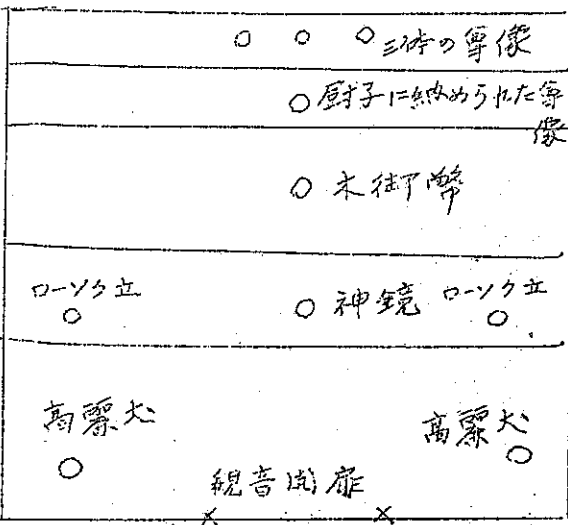 三体の尊像
厨子に納められた尊
像
木御幣
ローソク立
神鏡
ローソク立
高麗犬
高麗犬
観音開扉